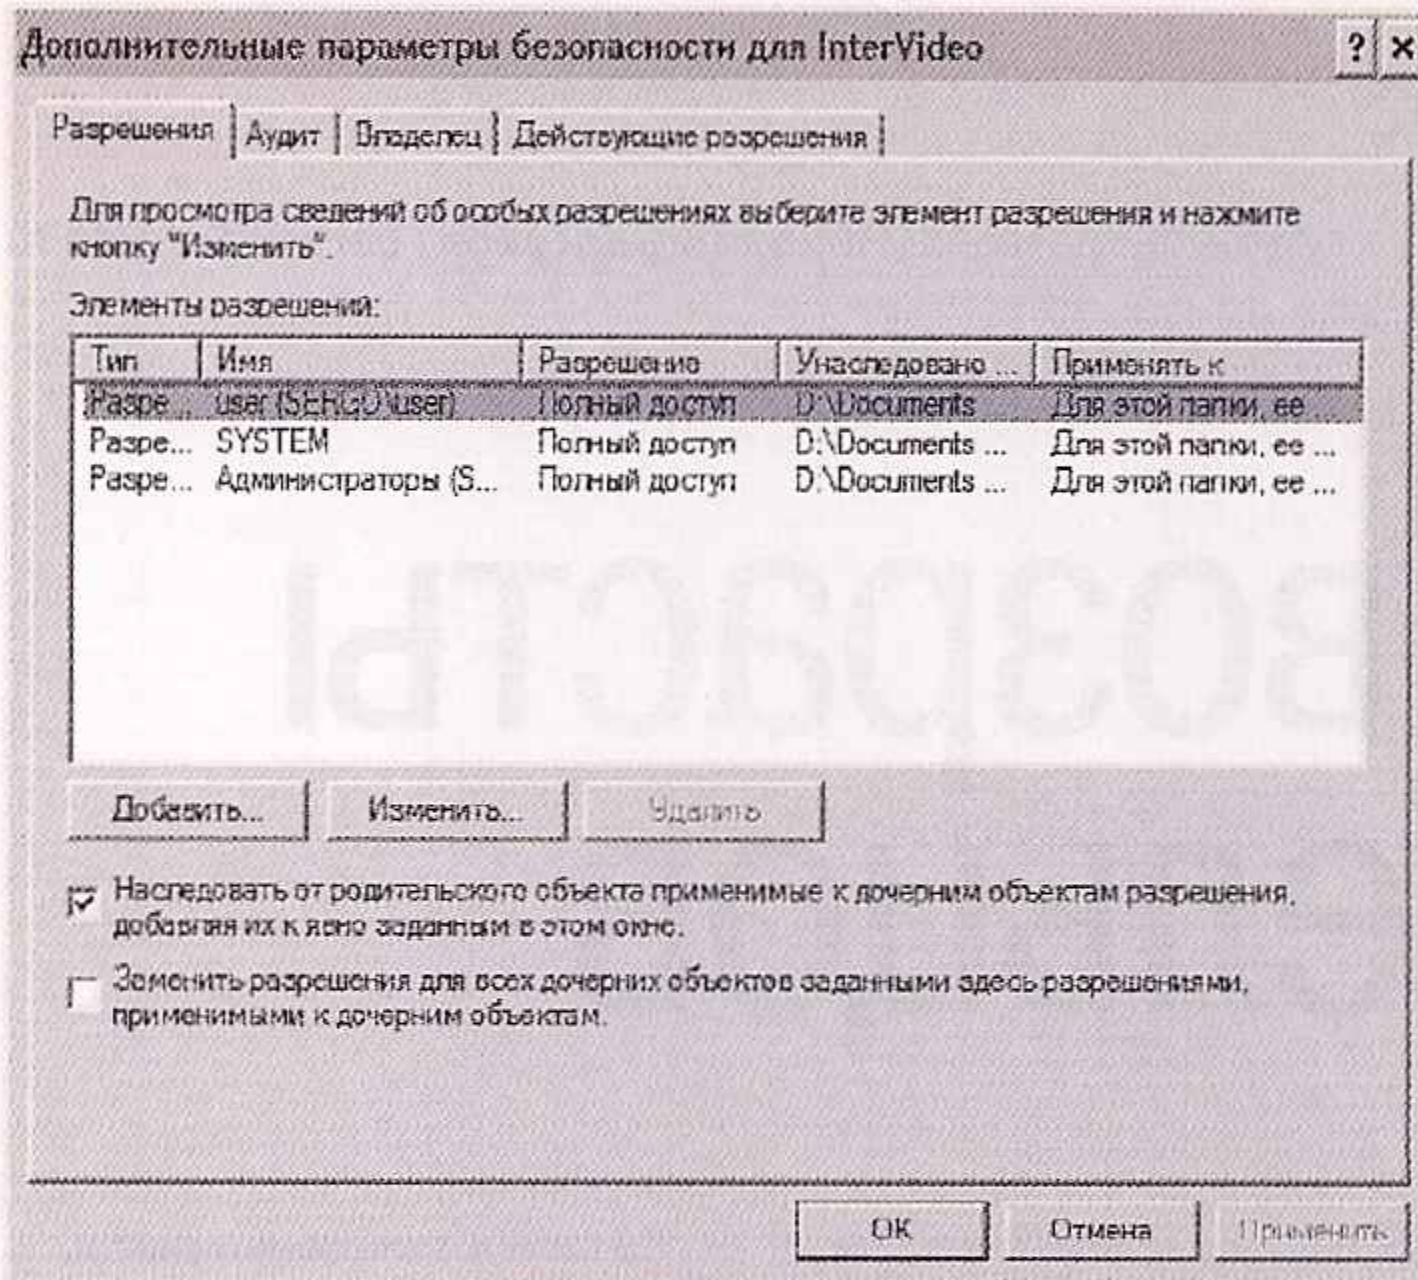 Дополнительные параметры безопасности для InterVideo ? ×
Разрешения Аудит Владелец Действующие разрешения
Для просмотра сведений об особых разрешениях выберите элемент разрешения и нажмите
кнопку "Изменить".
Элементы разрешений:
Тип Имя Разрешение Унаследовано ... Применять к
Разре... user (SERGO\user) Полный доступ D:\Documents Для этой папки, ее ...
Разре... SYSTEM Полный доступ D:\Documents ... Для этой папки, ее ...
Разре... Администраторы (S... Полный доступ D:\Documents ... Для этой папки, ее ...
Добавить... Изменить... Удалить
Наследовать от родительского объекта применимые к дочерним объектам разрешения,
добавляя их к явно заданным в этом окне.
Заменить разрешения для всех дочерних объектов заданными здесь разрешениями,
применимыми к дочерним объектам.
ОК Отмена Применить